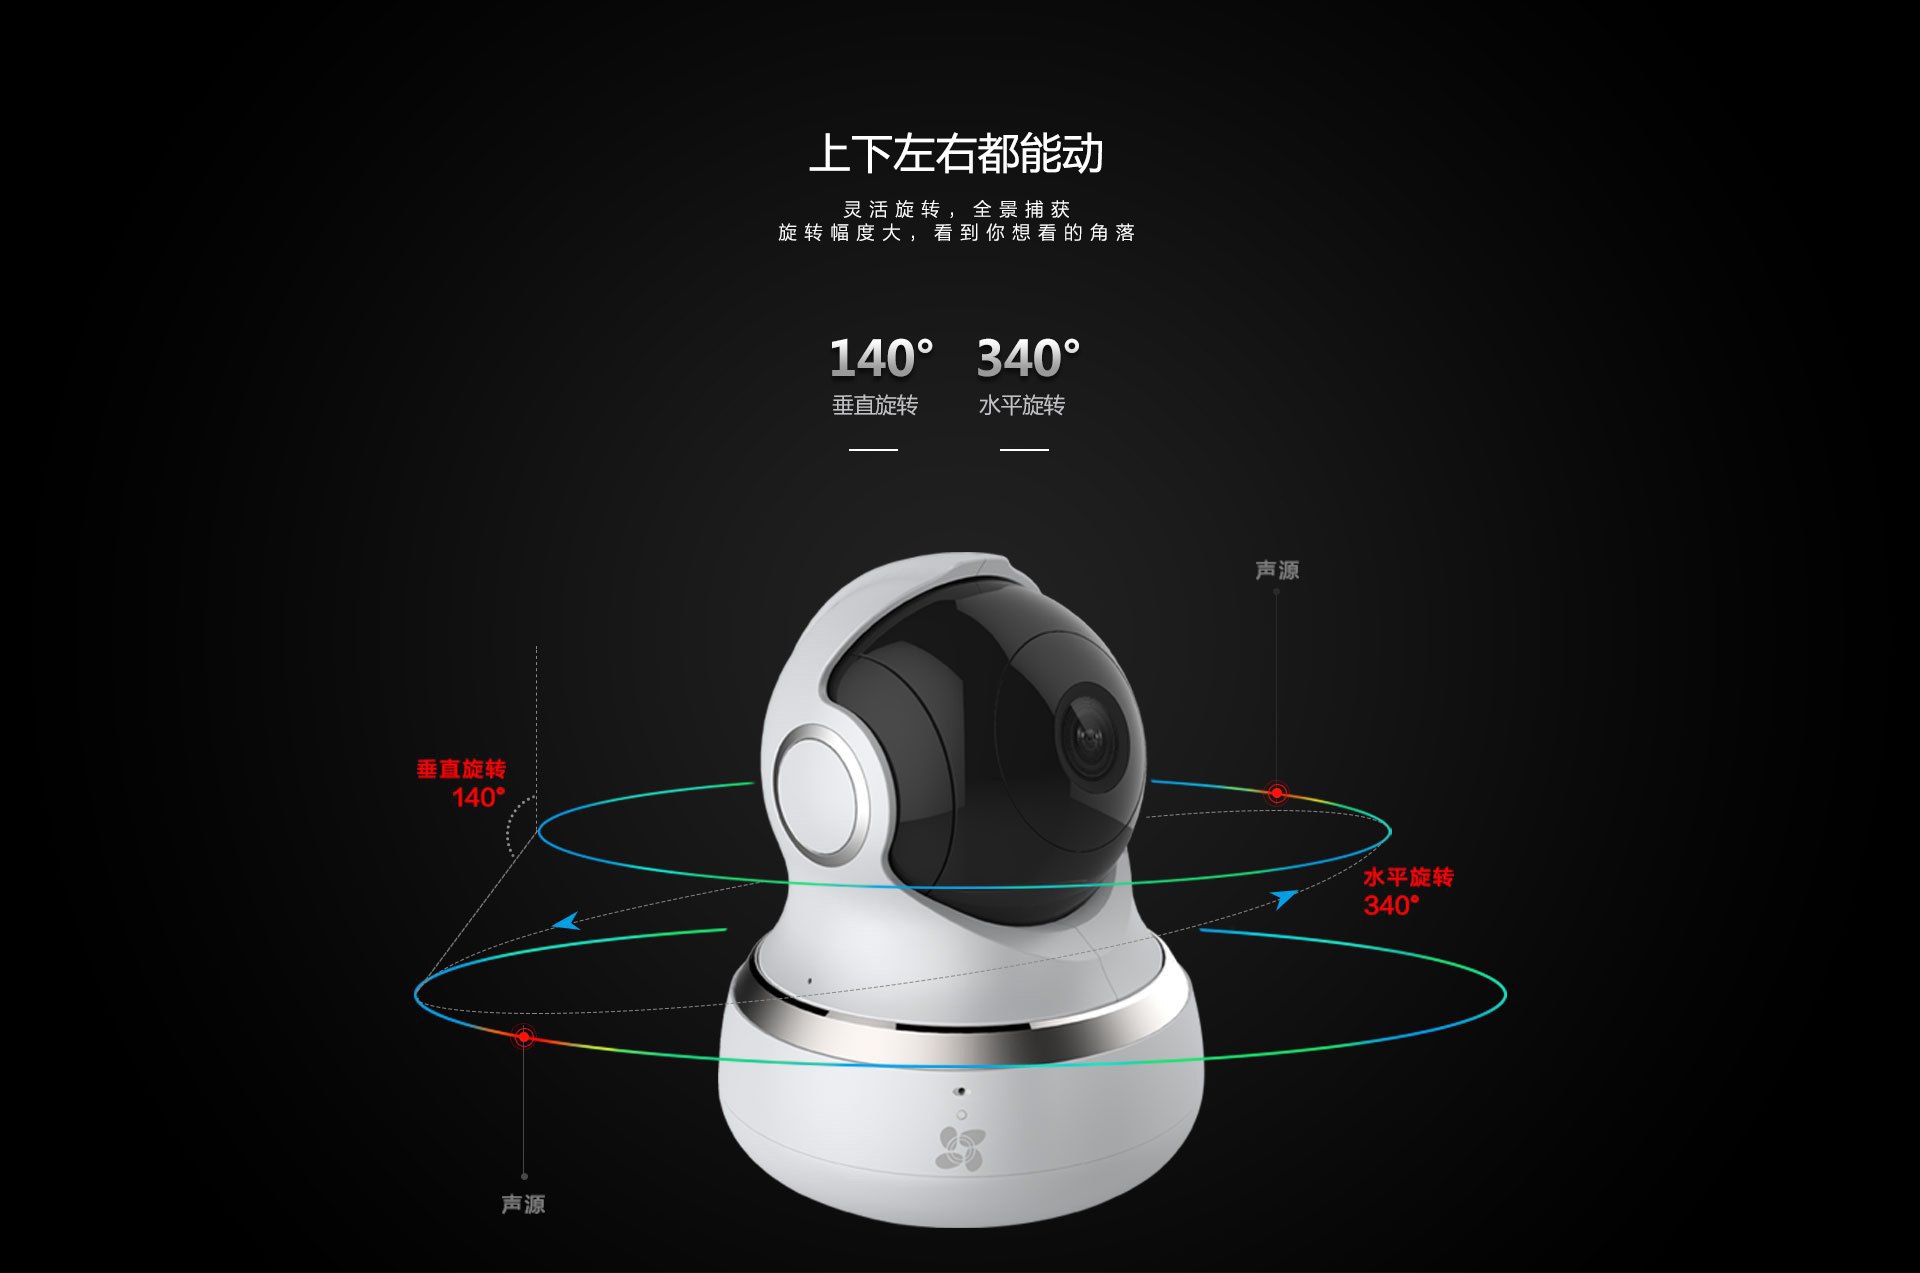 上下左右都能动
灵活旋转，全景捕获
旋转幅度大，看到你想看的角落
140° 340°
垂直旋转 水平旋转
声源
垂直旋转
140°
水平旋转
340°
声源